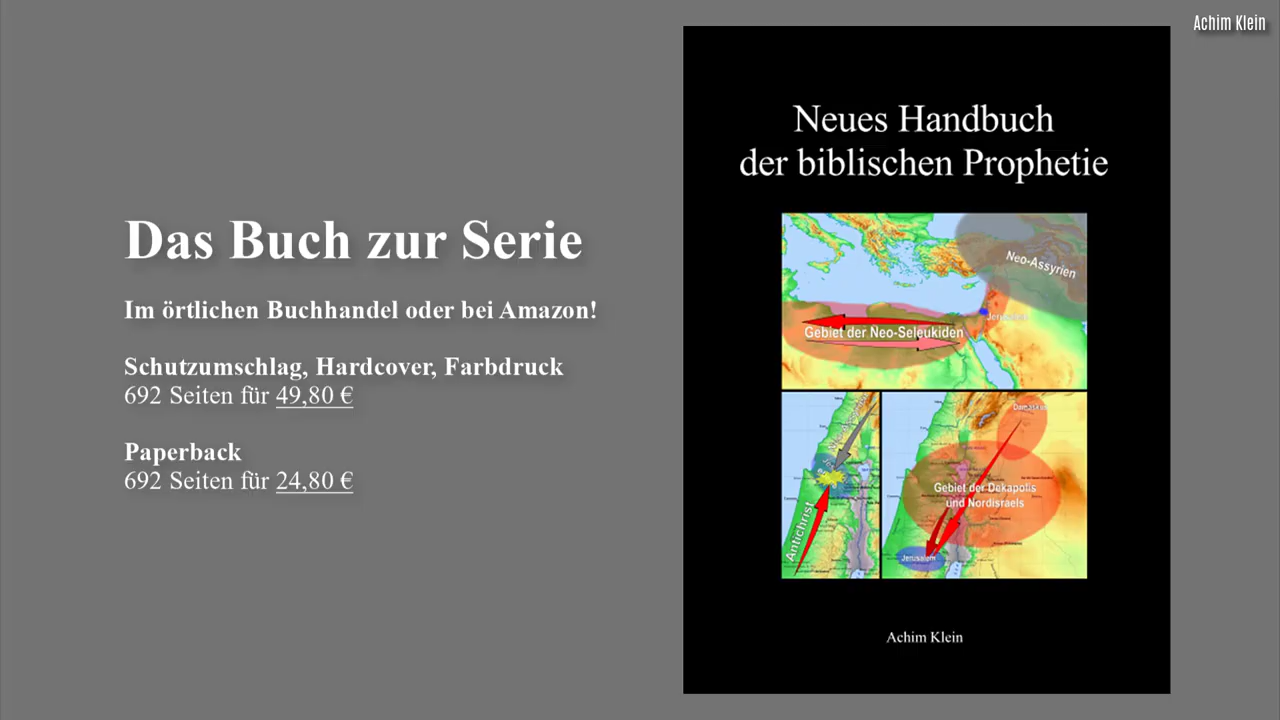 Achim Klein
Das Buch zur Serie
Im örtlichen Buchhandel oder bei Amazon!
Schutzumschlag, Hardcover, Farbdruck
692 Seiten für 49,80 €
Paperback
692 Seiten für 24,80 €
Neues Handbuch
der biblischen Prophetie
Neo-Assyrien
Jerusalem
Gebiet der Neo-Seleukiden
Antichrist
Damaskus
Gebiet der Dekapolis
und Nordisraels
Jerusalem
Achim Klein